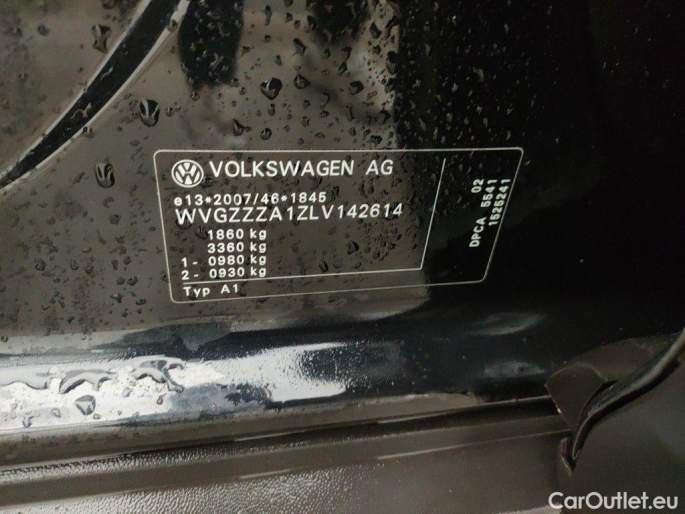 VOLKSWAGEN AG
e13*2007/46*1845
WVGZZZA1ZLV142614
1860 kg
3360 kg
1- 0980 kg
2- 0930 kg
Typ A1
02
DPCA 5541
1525241
CarOutlet.eu